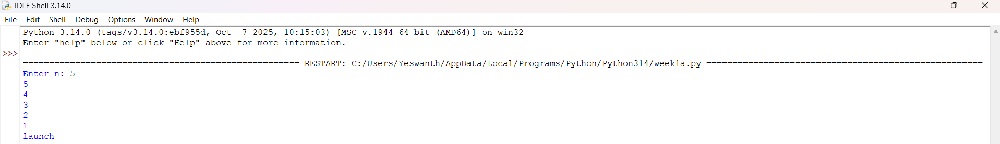 IDLE Shell 3.14.0
File Edit Shell Debug Options Window Help
Python 3.14.0 (tags/v3.14.0:ebf955d, Oct  7 2025, 10:15:03) [MSC v.1944 64 bit (AMD64)] on win32
Enter "help" below or click "Help" above for more information.
>>>
===================================================== RESTART: C:/Users/Yeswanth/AppData/Local/Programs/Python/Python314/week1a.py =====================================================
Enter n: 5
5
4
3
2
1
launch